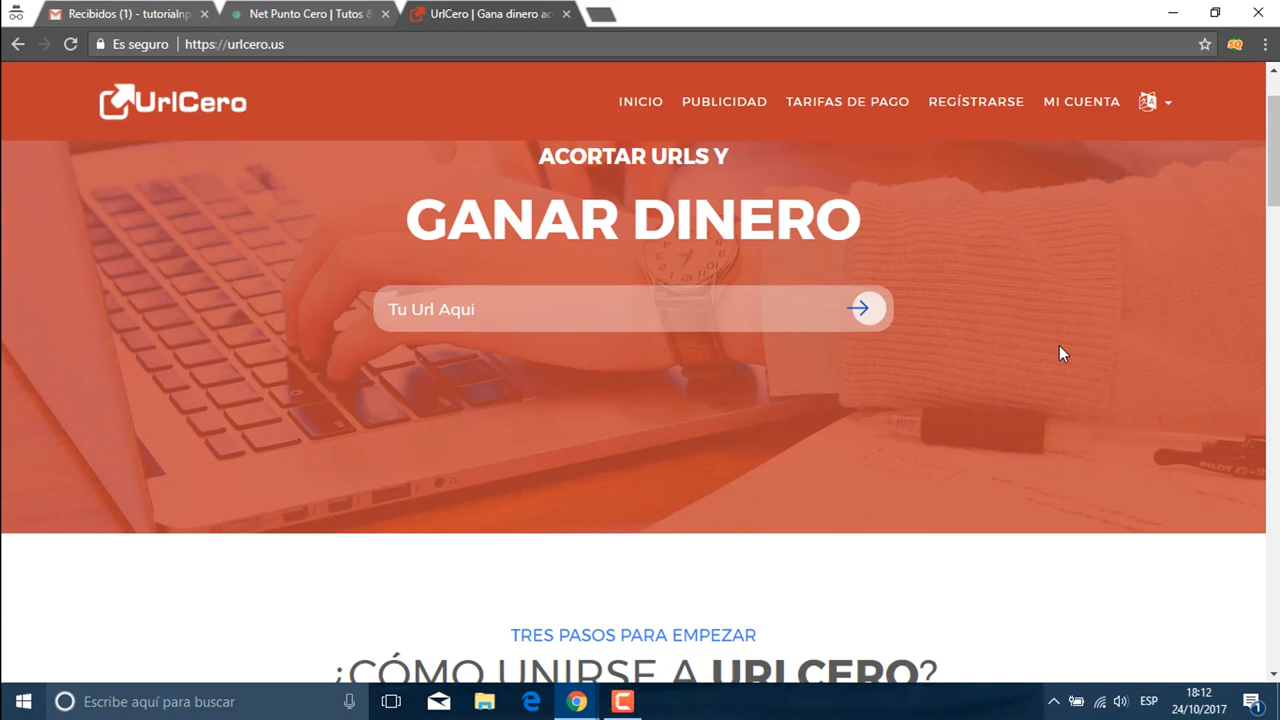 Recibidos (1) - tutorialnp
Net Punto Cero | Tutos &
UrlCero | Gana dinero ac
Es seguro
https://urlcero.us
UrlCero
INICIO
PUBLICIDAD
TARIFAS DE PAGO
REGÍSTRARSE
MI CUENTA
ACORTAR URLS Y
GANAR DINERO
Tu Url Aqui
TRES PASOS PARA EMPEZAR
¿CÓMO UNIRSE A URLCERO?
Escribe aquí para buscar
ESP
18:12
24/10/2017
1